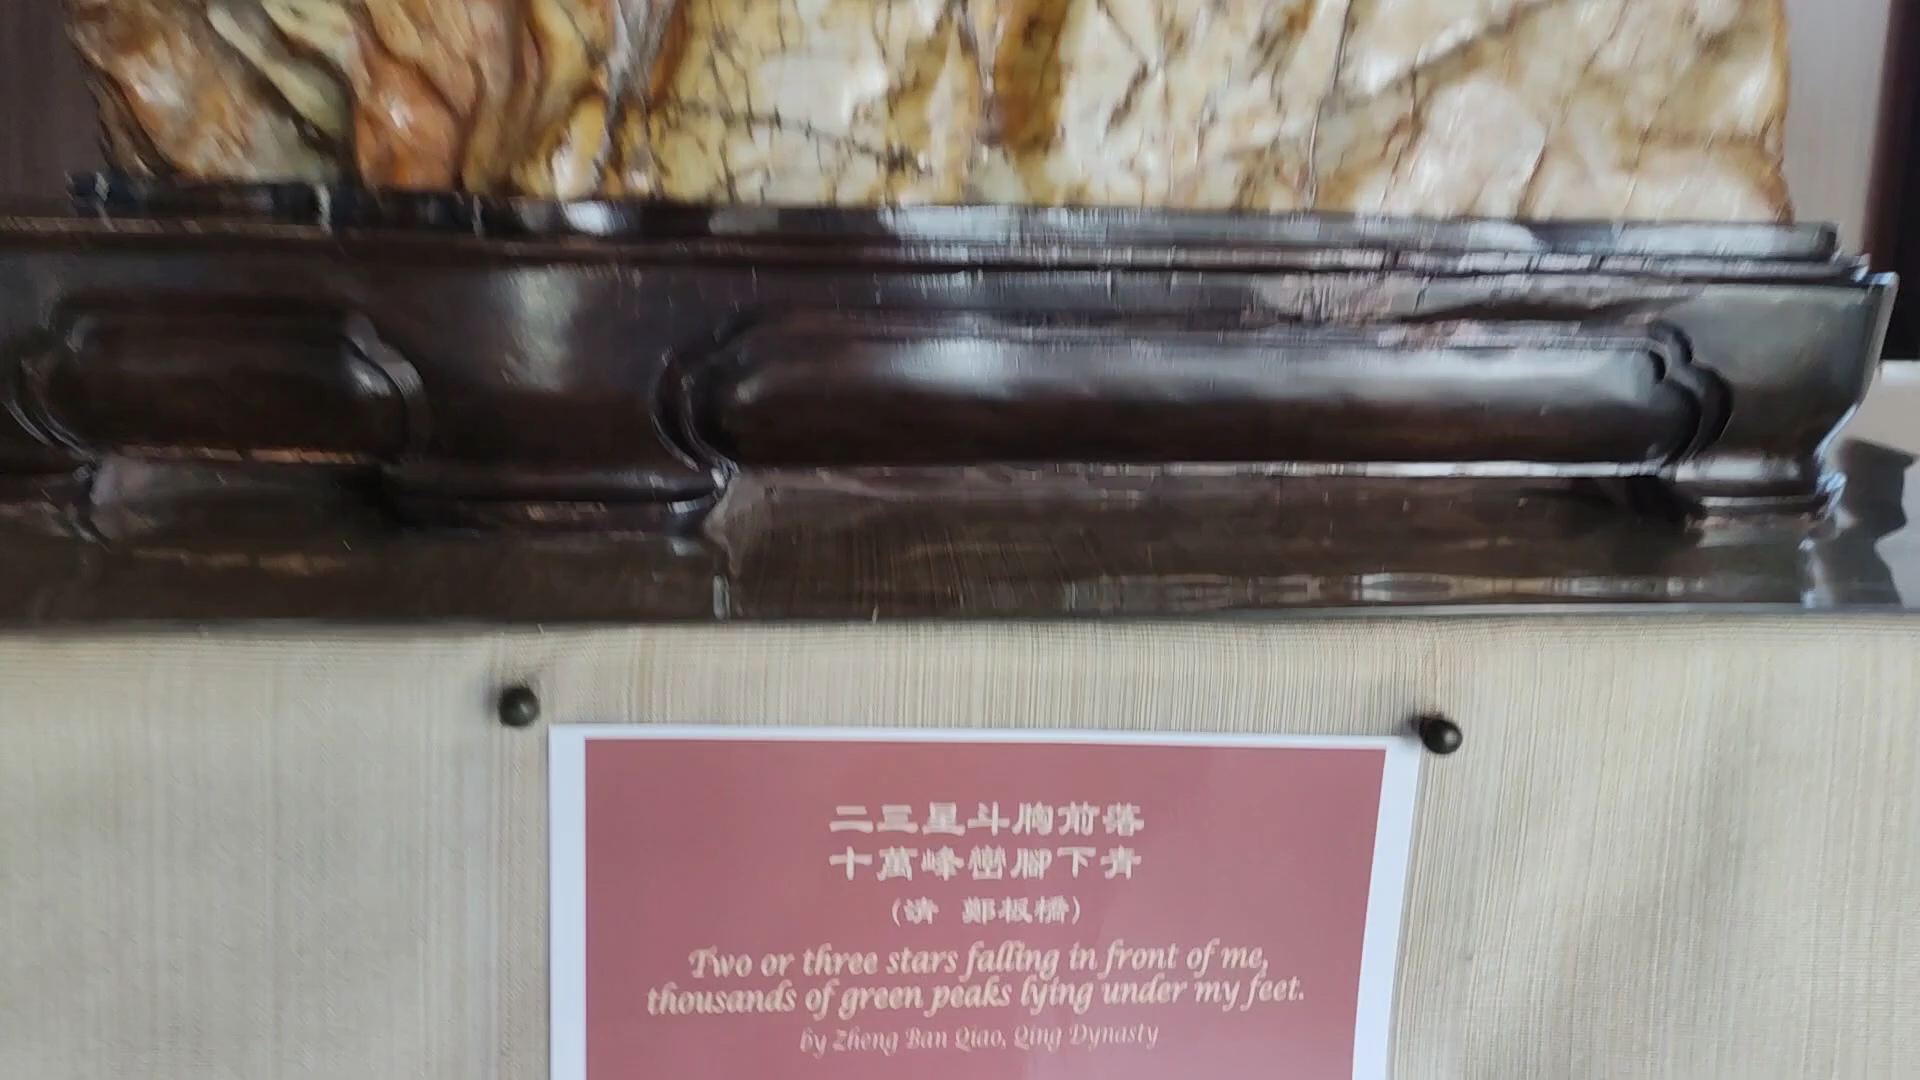 二三星斗胸前落
十萬峰巒腳下青
(清 鄭板橋)
Two or three stars falling in front of me,
thousands of green peaks lying under my feet.
by Zheng Ban Qiao, Qing Dynasty